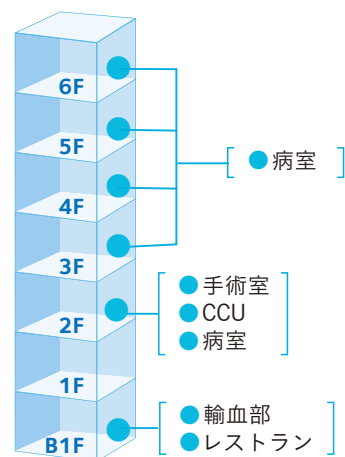 6F
5F
4F
3F
● 病室
2F
● 手術室
● CCU
● 病室
1F
B1F
● 輸血部
● レストラン